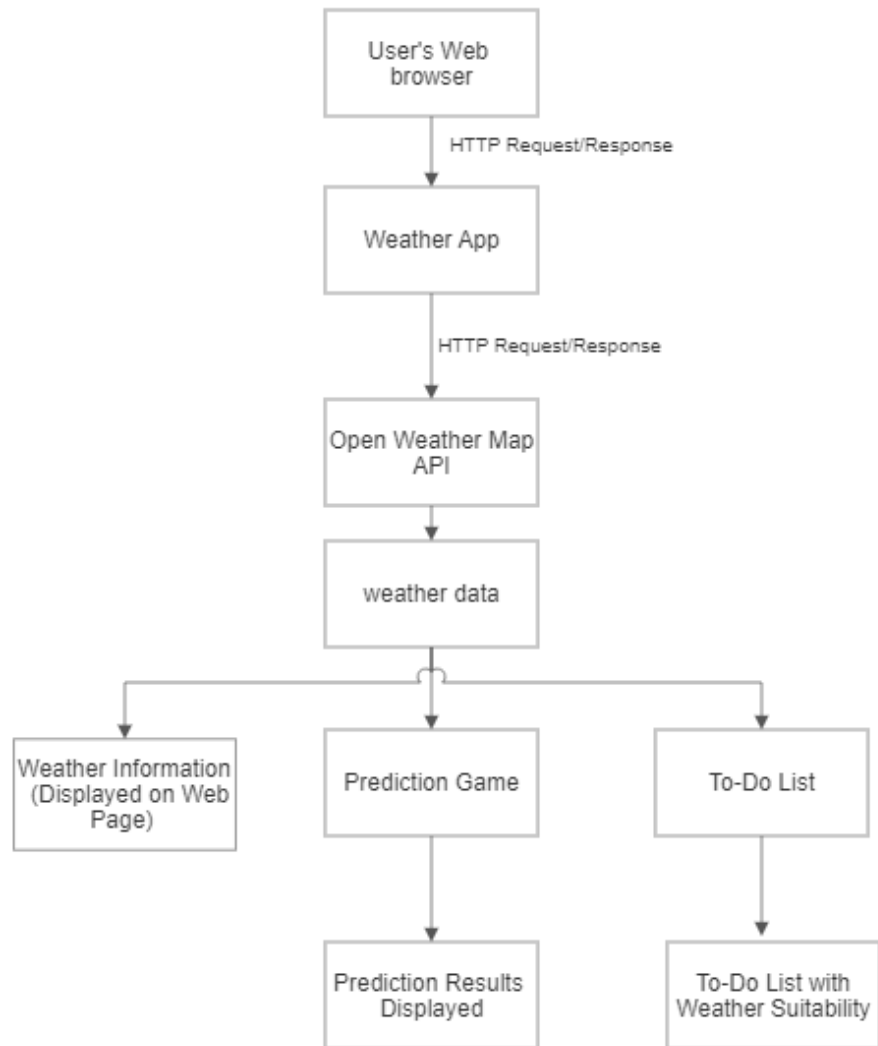 User's Web
browser
HTTP Request/Response
Weather App
HTTP Request/Response
Open Weather Map
API
weather data
Weather Information
(Displayed on Web
Page)
Prediction Game
To-Do List
Prediction Results
Displayed
To-Do List with
Weather Suitability